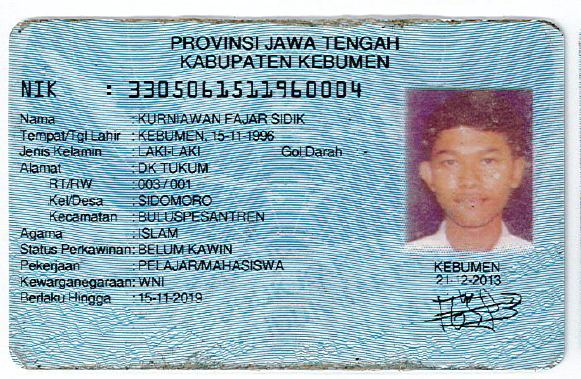 PROVINSI JAWA TENGAH
KABUPATEN KEBUMEN
NIK : 3305061511960004
Nama : KURNIAWAN FAJAR SIDIK
Tempat/Tgl Lahir : KEBUMEN, 15-11-1996
Jenis Kelamin : LAKI-LAKI Gol Darah : -
Alamat : DK TUKUM
RT/RW : 003 / 001
Kel/Desa : SIDOMORO
Kecamatan : BULUSPESANTREN
Agama : ISLAM
Status Perkawinan: BELUM KAWIN
Pekerjaan : PELAJAR/MAHASISWA
Kewarganegaraan: WNI
Berlaku Hingga : 15-11-2019
KEBUMEN
21-12-2013